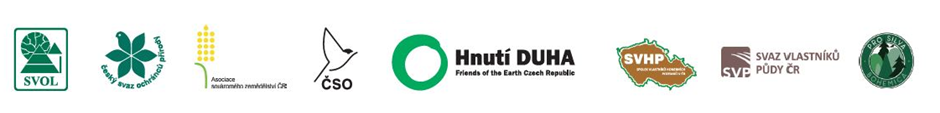 SVOL
český svaz ochránců přírody
Asociace
soukromého zemědělství ČR
ČSO
Hnutí DUHA
Friends of the Earth Czech Republic
SVHP
SVP
SVAZ VLASTNÍKŮ
PŮDY ČR
PRO SILVA
BOHEMICA